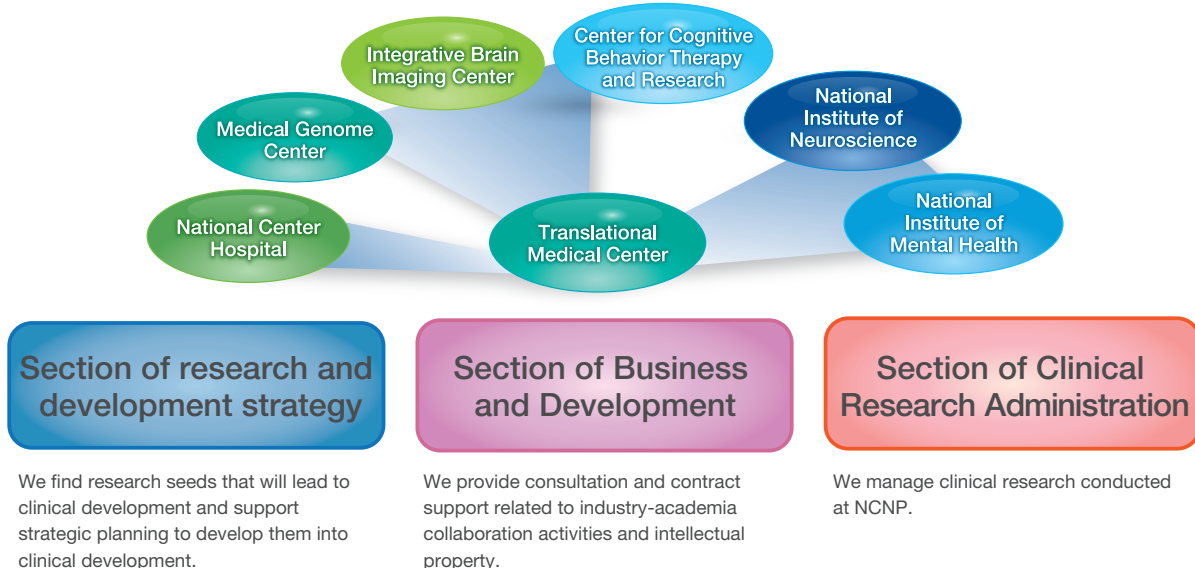 Integrative Brain
Imaging Center
Center for Cognitive
Behavior Therapy
and Research
Medical Genome
Center
National
Institute of
Neuroscience
National Center
Hospital
Translational
Medical Center
National
Institute of
Mental Health
Section of research and
development strategy
We find research seeds that will lead to
clinical development and support
strategic planning to develop them into
clinical development.
Section of Business
and Development
We provide consultation and contract
support related to industry-academia
collaboration activities and intellectual
property.
Section of Clinical
Research Administration
We manage clinical research conducted
at NCNP.